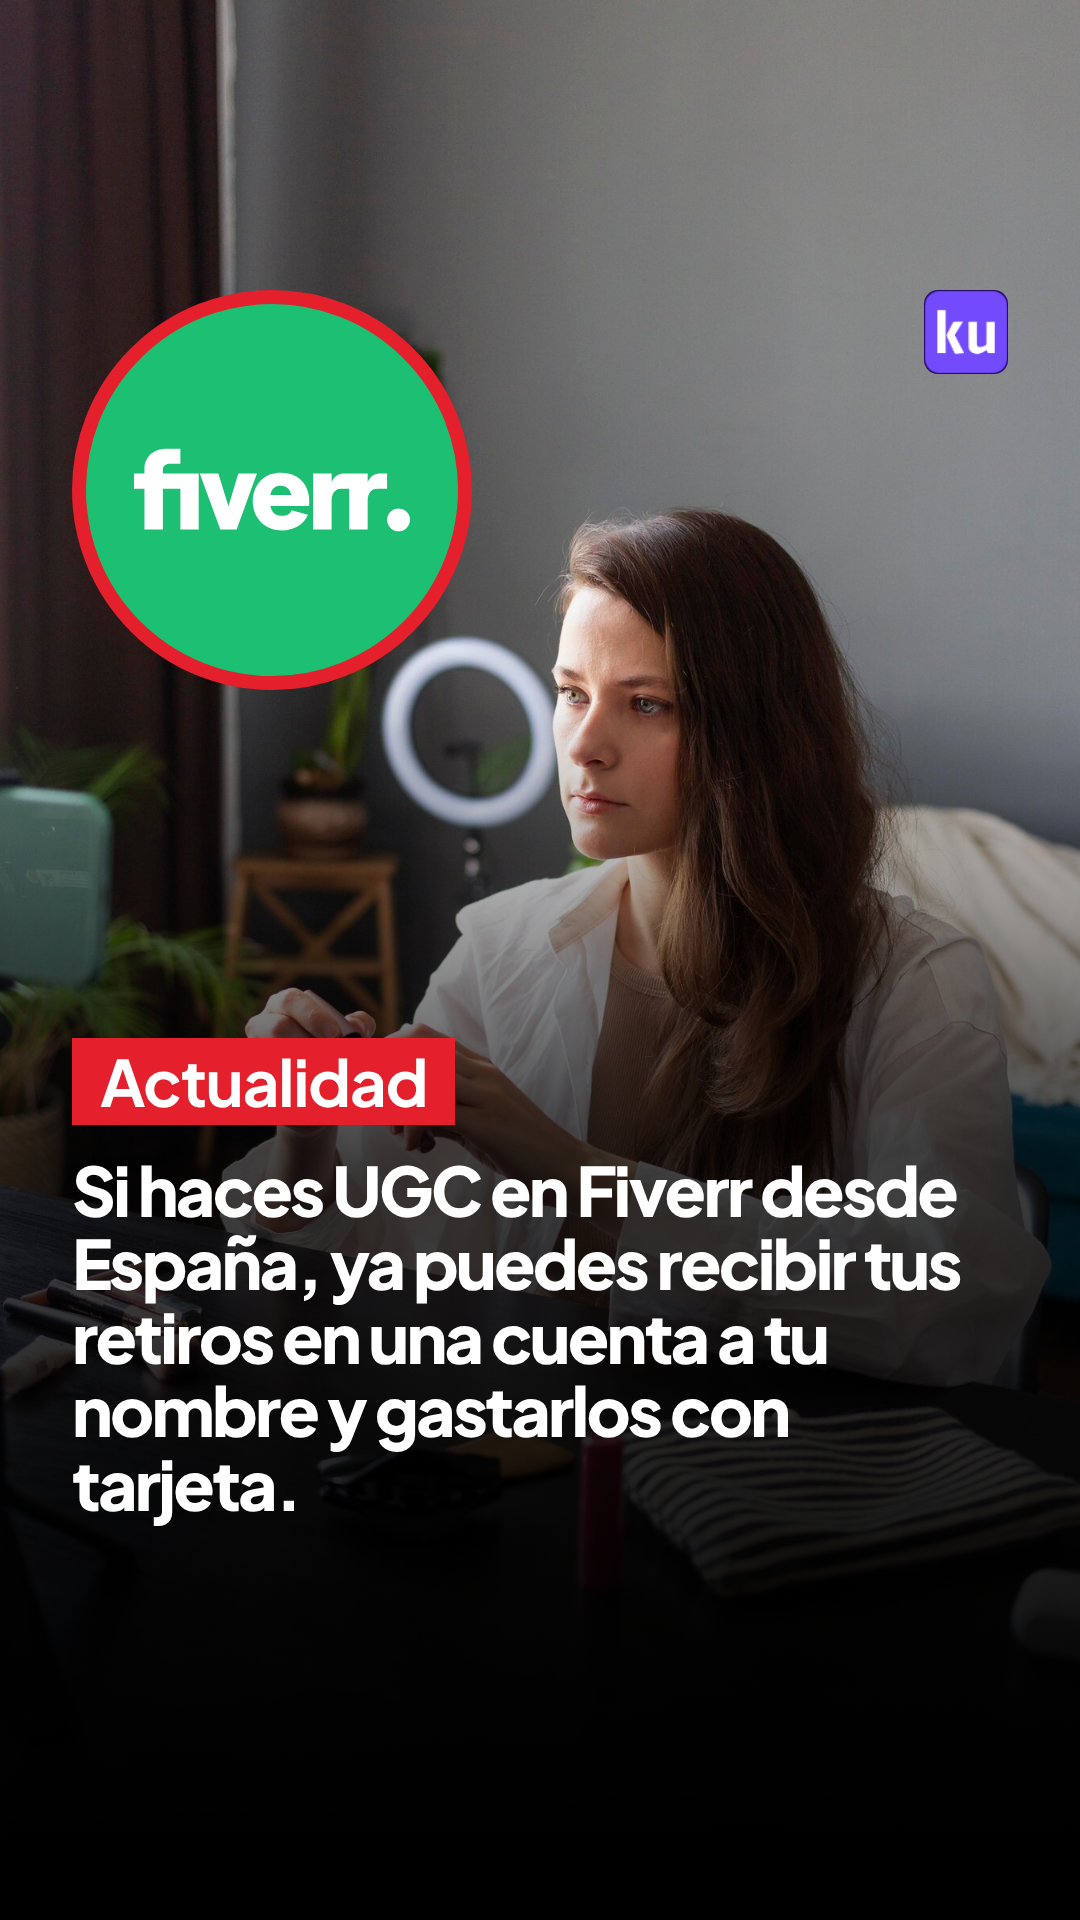 fiverr.
ku
Actualidad
Si haces UGC en Fiverr desde
España, ya puedes recibir tus
retiros en una cuenta a tu
nombre y gastarlos con
tarjeta.